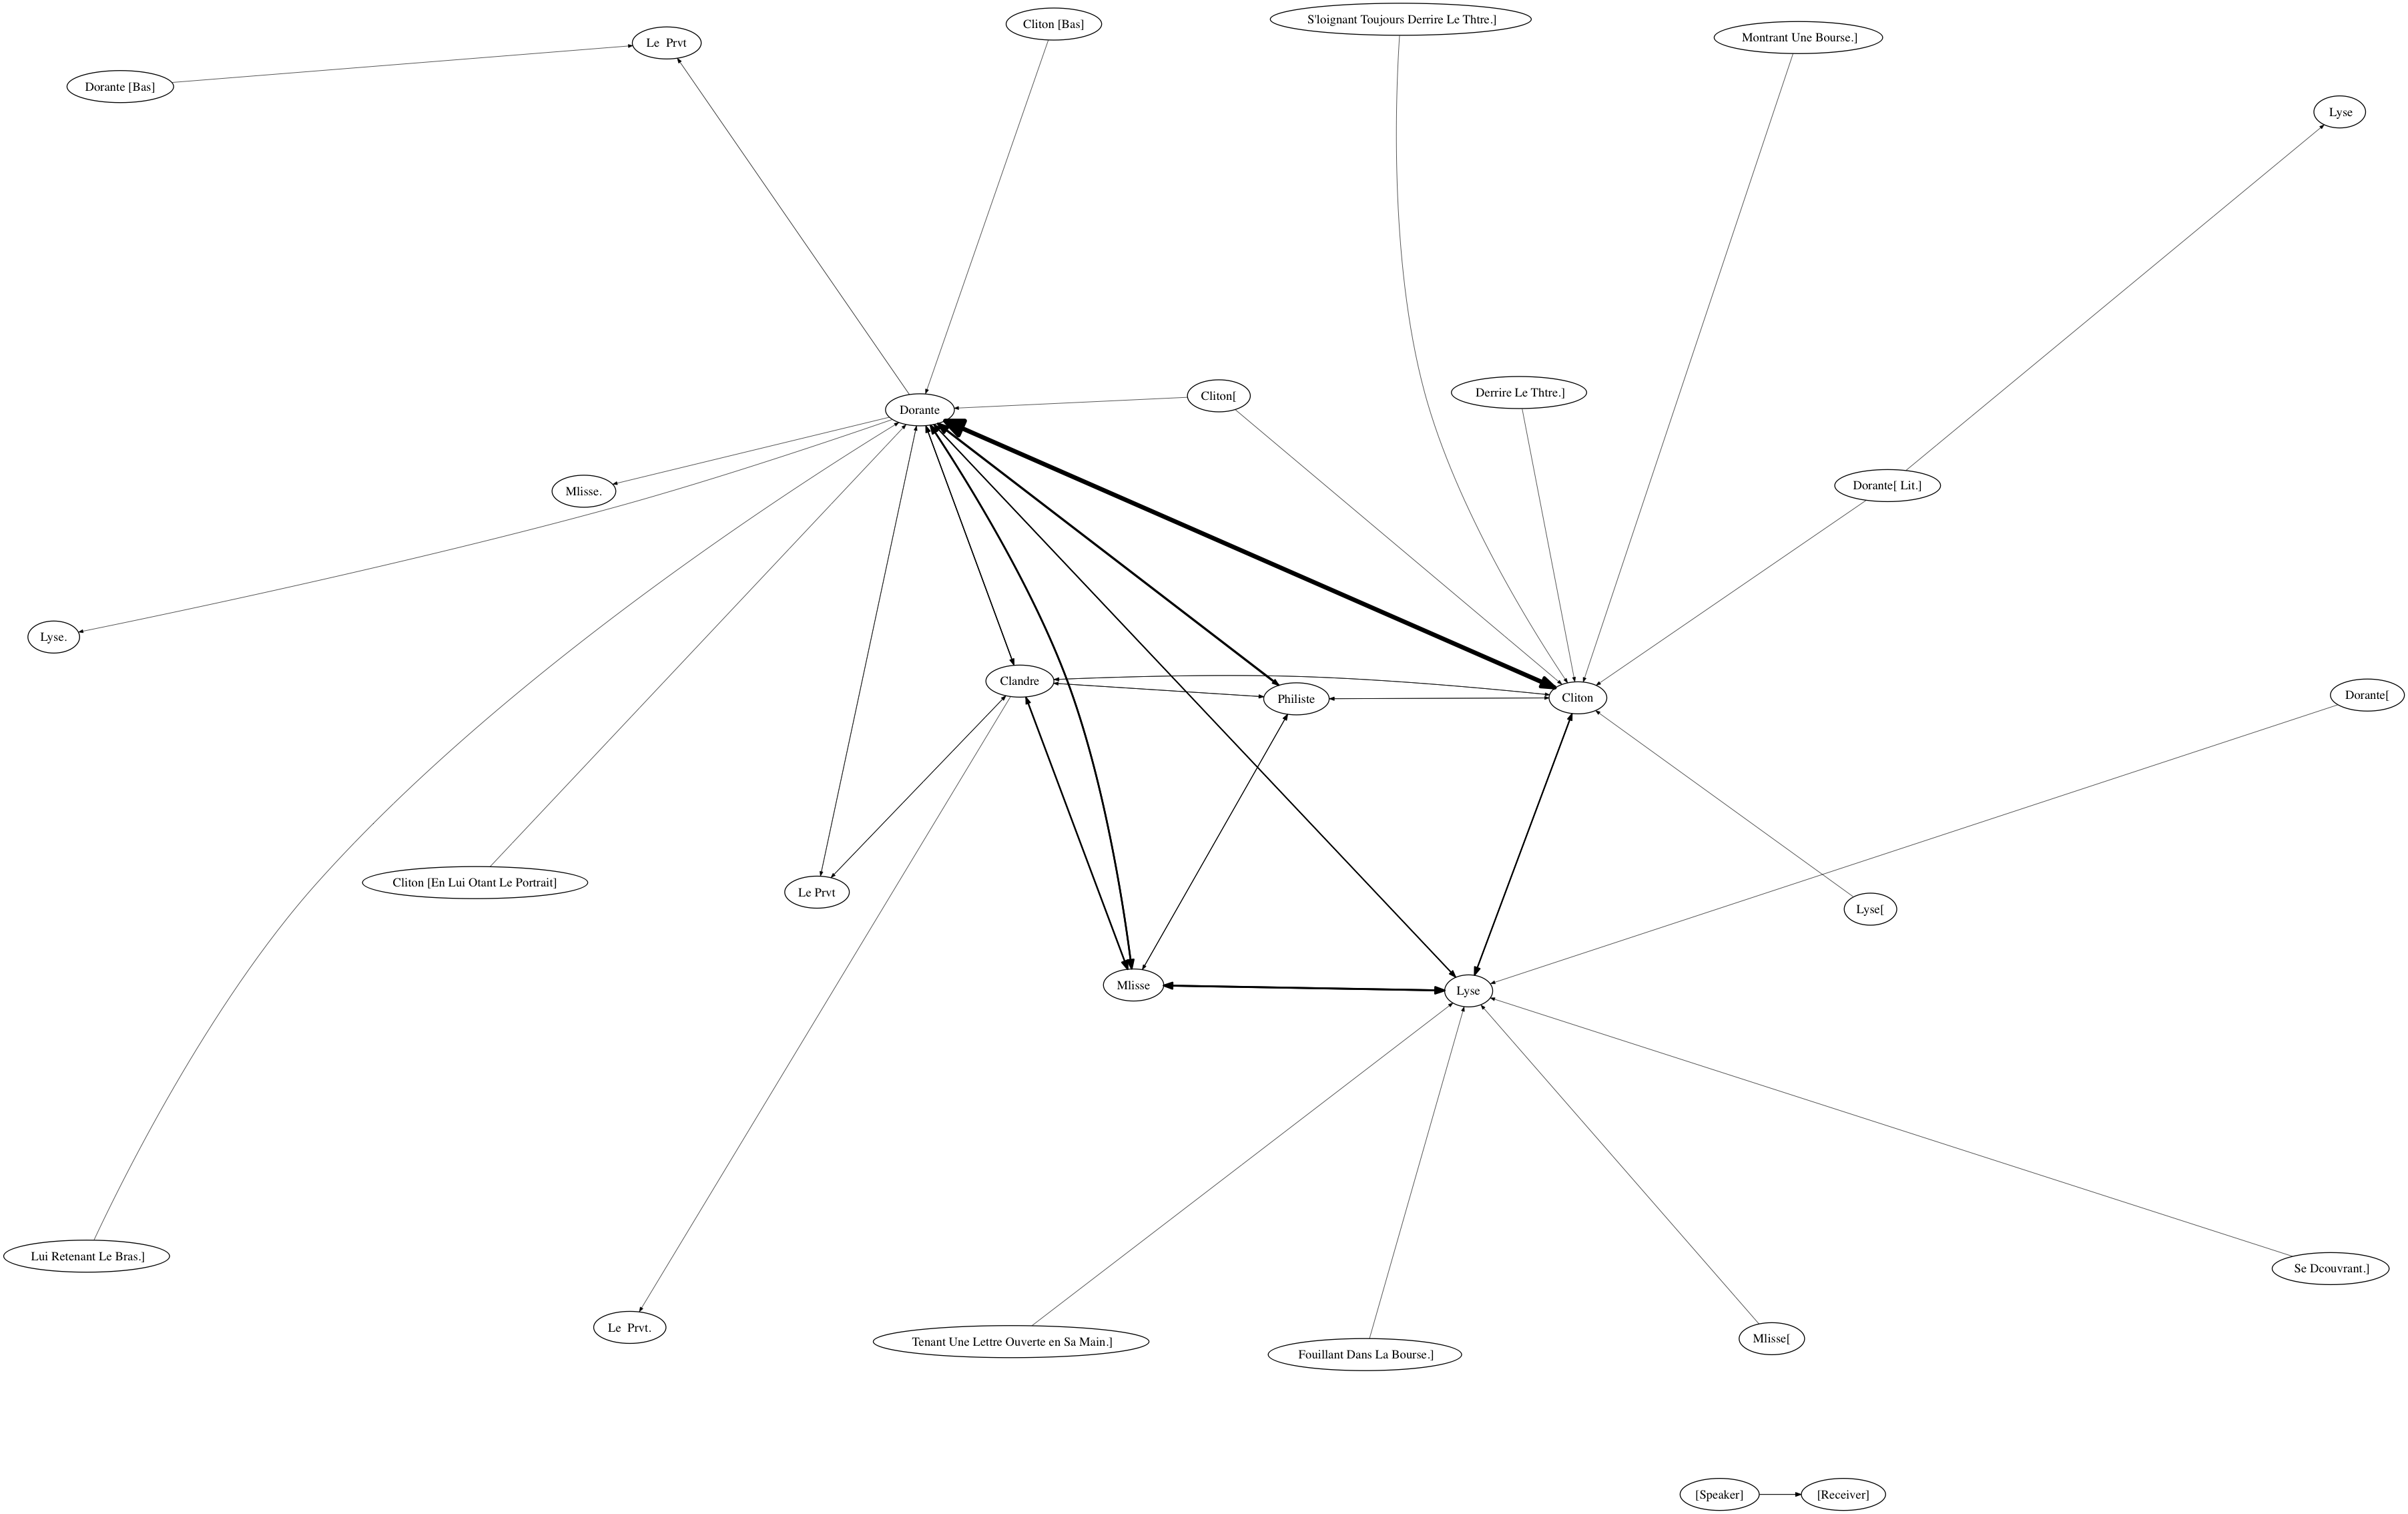 S'loignant Toujours Derrire Le Thtre.]
Cliton [Bas]
Montrant Une Bourse.]
Le  Prvt
Dorante [Bas]
Lyse
Cliton[
Derrire Le Thtre.]
Dorante
Dorante[ Lit.]
Mlisse.
Lyse.
Clandre
Dorante[
Cliton
Philiste
Cliton [En Lui Otant Le Portrait]
Le Prvt
Lyse[
Mlisse
Lyse
Lui Retenant Le Bras.]
Se Dcouvrant.]
Le  Prvt.
Mlisse[
Tenant Une Lettre Ouverte en Sa Main.]
Fouillant Dans La Bourse.]
[Speaker]
[Receiver]